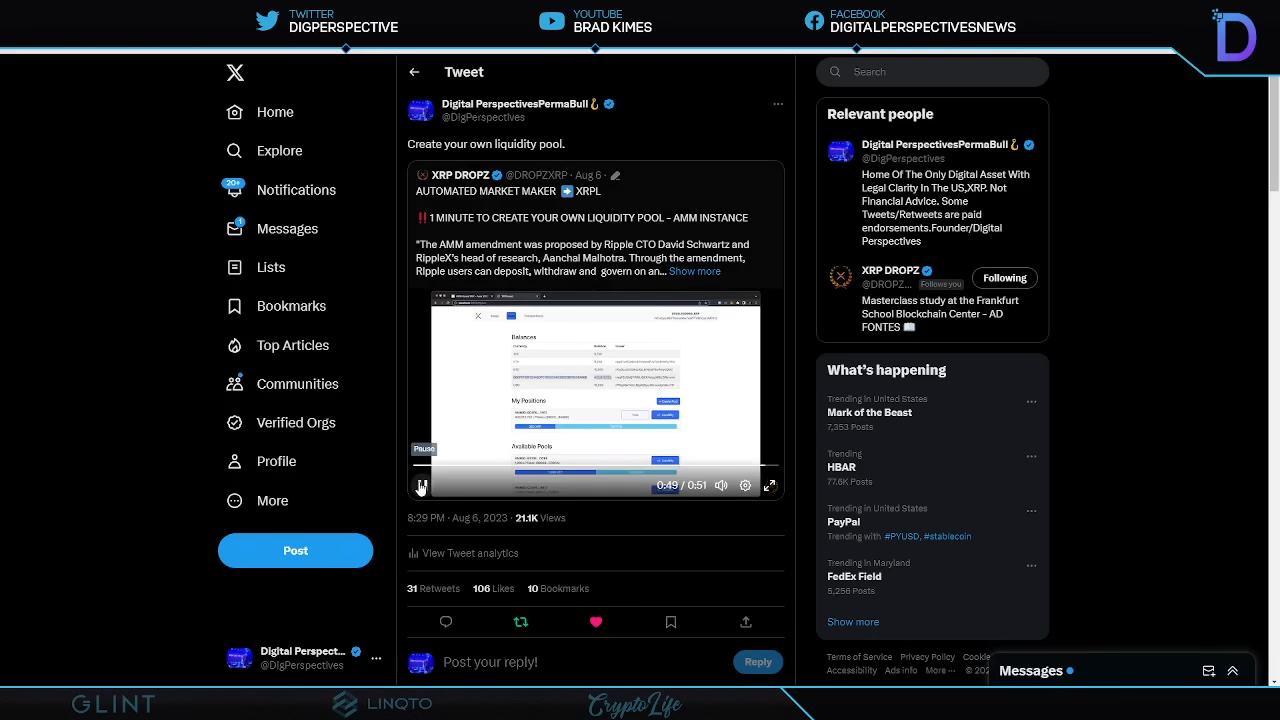 TWITTER
DIGPERSPECTIVE
YOUTUBE
BRAD KIMES
FACEBOOK
DIGITALPERSPECTIVESNEWS
D
Home
Explore
20+
Notifications
1
Messages
Lists
Bookmarks
Top Articles
Communities
Verified Orgs
Profile
More
Post
Digital Perspect...
@DigPerspectives
Tweet
Digital PerspectivesPermaBull🪝
@DigPerspectives
Create your own liquidity pool.
XRP DROPZ @DROPZXRP · Aug 6 ·
AUTOMATED MARKET MAKER ➡️ XRPL
‼️1 MINUTE TO CREATE YOUR OWN LIQUIDITY POOL - AMM INSTANCE
"The AMM amendment was proposed by Ripple CTO David Schwartz and
RippleX's head of research, Aanchal Malhotra. Through the amendment,
Ripple users can deposit, withdraw and govern on an... Show more
Balances
Currency
Balance
Issuer
My Positions
+ Create Pool
Available Pools
Pause
0:49 / 0:51
8:29 PM · Aug 6, 2023 · 21.1K Views
View Tweet analytics
31 Retweets 106 Likes 10 Bookmarks
Post your reply!
Reply
Search
Relevant people
Digital PerspectivesPermaBull🪝
@DigPerspectives
Home Of The Only Digital Asset With
Legal Clarity In The US,XRP. Not
Financial Advice. Some
Tweets/Retweets are paid
endorsements.Founder/Digital
Perspectives
XRP DROPZ
@DROPZ... Follows you
Following
Masterclass study at the Frankfurt
School Blockchain Center - AD
FONTES 📖
What's happening
Trending in United States
Mark of the Beast
7,353 Posts
Trending
HBAR
77.6K Posts
Trending in United States
PayPal
Trending with #PYUSD, #stablecoin
Trending in Maryland
FedEx Field
5,256 Posts
Show more
Terms of Service Privacy Policy Cookie
Accessibility Ads info More ···
Messages
GLINT
LINQTO
CryptoLife